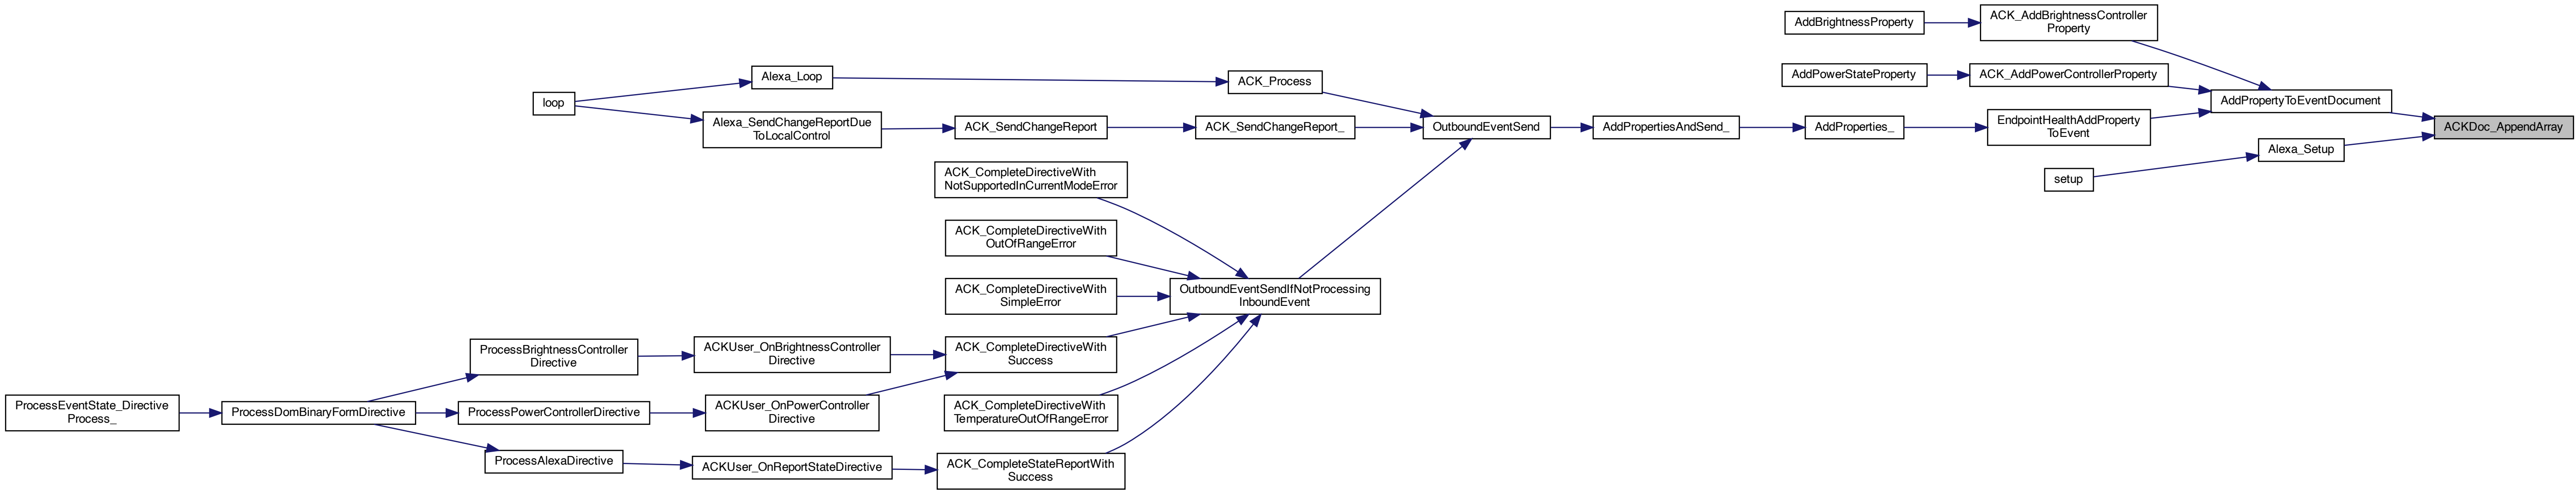 AddBrightnessProperty
ACK_AddBrightnessController
Property
Alexa_Loop
ACK_Process
AddPowerStateProperty
ACK_AddPowerControllerProperty
loop
AddPropertyToEventDocument
Alexa_SendChangeReportDue
ToLocalControl
ACK_SendChangeReport
ACK_SendChangeReport_
OutboundEventSend
AddPropertiesAndSend_
AddProperties_
EndpointHealthAddProperty
ToEvent
ACKDoc_AppendArray
Alexa_Setup
setup
ACK_CompleteDirectiveWith
NotSupportedInCurrentModeError
ACK_CompleteDirectiveWith
OutOfRangeError
ACK_CompleteDirectiveWith
SimpleError
OutboundEventSendIfNotProcessing
InboundEvent
ProcessBrightnessController
Directive
ACKUser_OnBrightnessController
Directive
ACK_CompleteDirectiveWith
Success
ProcessEventState_Directive
Process_
ProcessDomBinaryFormDirective
ProcessPowerControllerDirective
ACKUser_OnPowerController
Directive
ACK_CompleteDirectiveWith
TemperatureOutOfRangeError
ProcessAlexaDirective
ACKUser_OnReportStateDirective
ACK_CompleteStateReportWith
Success